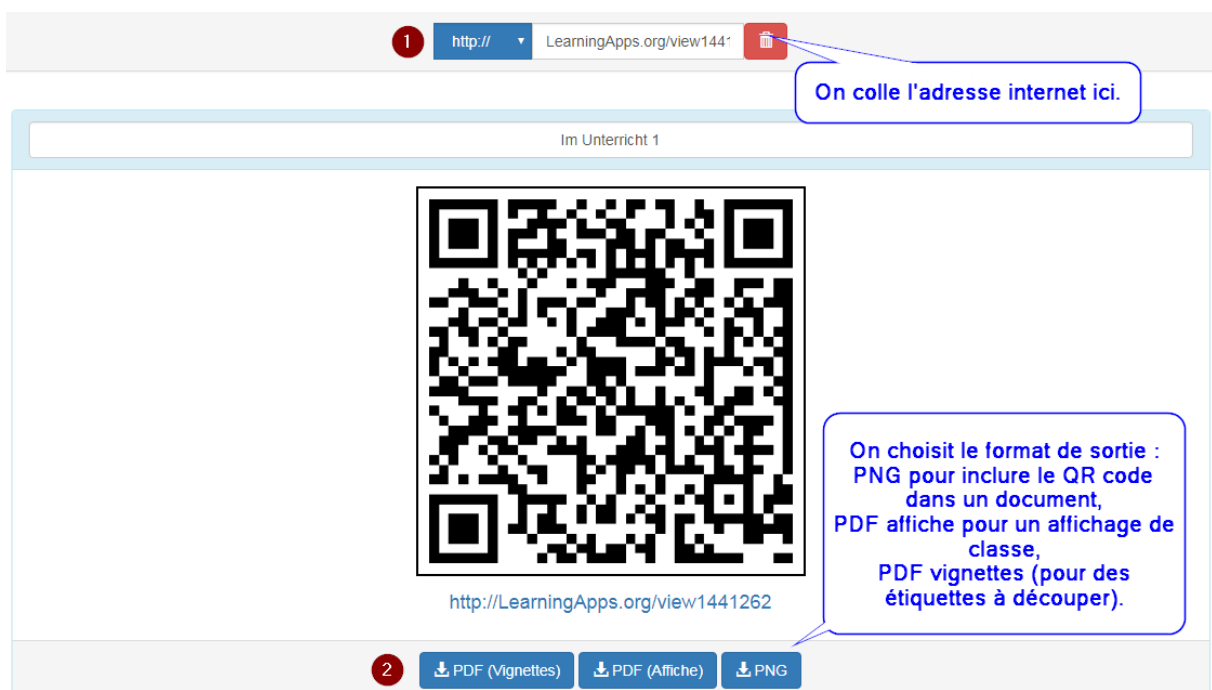 1
http://
LearningApps.org/view144
On colle l'adresse internet ici.
Im Unterricht 1
http://LearningApps.org/view1441262
On choisit le format de sortie :
PNG pour inclure le QR code
dans un document,
PDF affiche pour un affichage de
classe,
PDF vignettes (pour des
étiquettes à découper).
2
PDF (Vignettes)
PDF (Affiche)
PNG